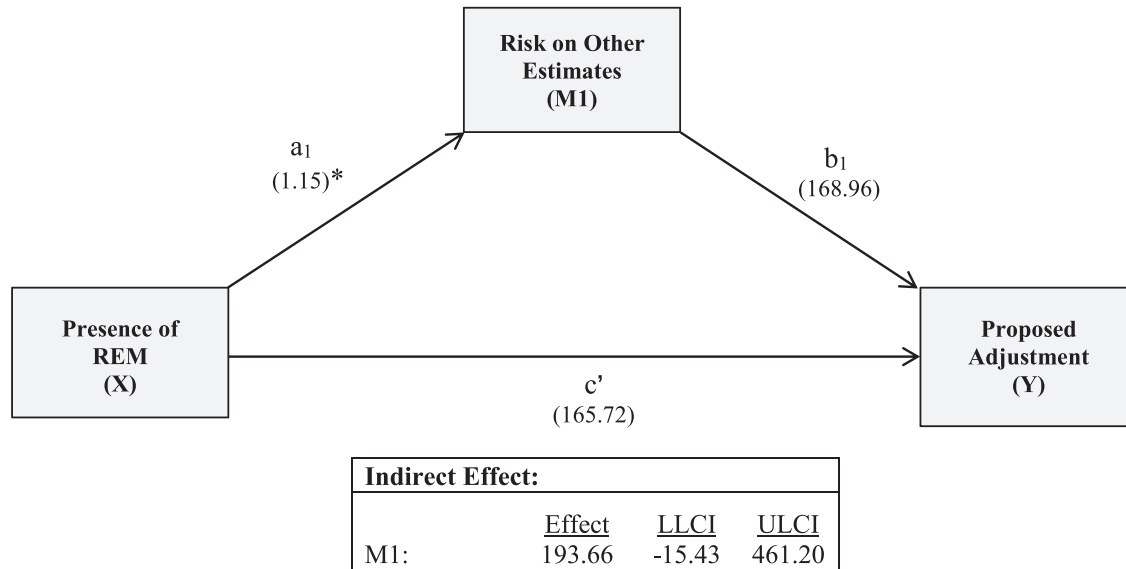 Risk on Other
Estimates
(M1)
a₁
(1.15)*
b₁
(168.96)
Presence of
REM
(X)
Proposed
Adjustment
(Y)
c'
(165.72)
Indirect Effect:
Effect LLCI ULCI
M1: 193.66 -15.43 461.20